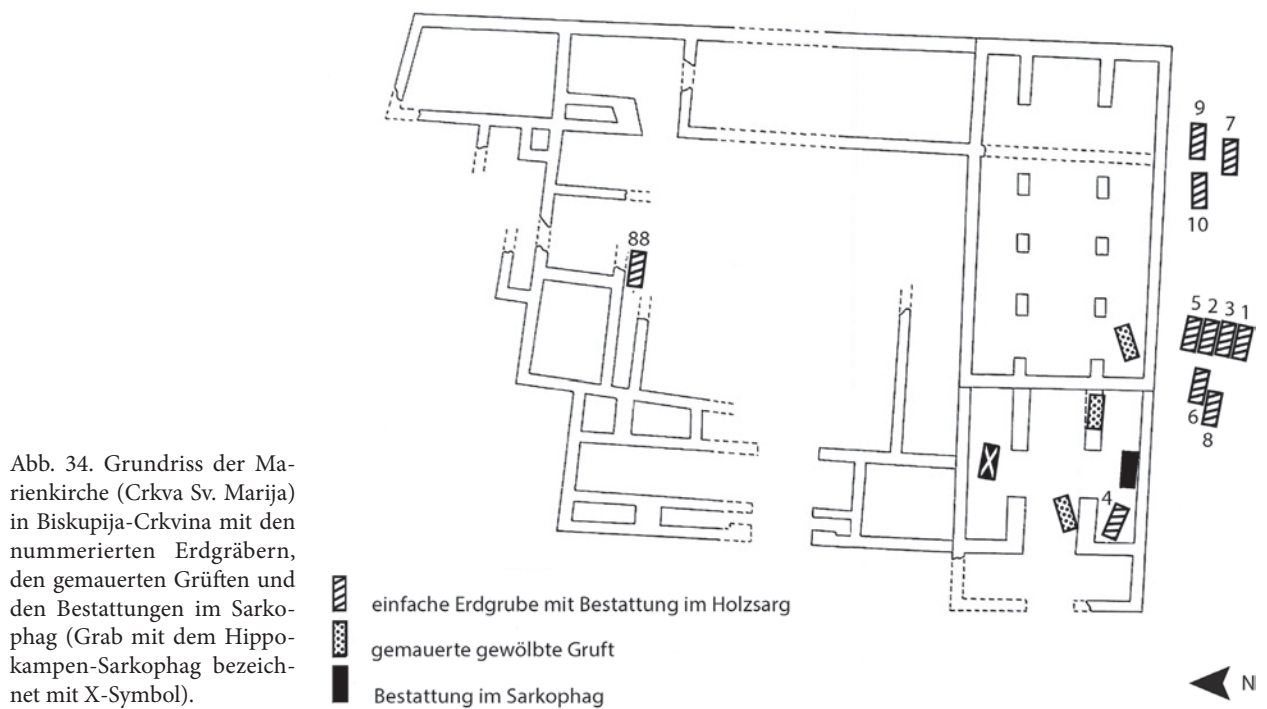 9
7
10
88
5 2 3 1
6
8
4
Abb. 34. Grundriss der Ma-
rienkirche (Crkva Sv. Marija)
in Biskupija-Crkvina mit den
nummerierten Erdgräbern,
den gemauerten Grüften und
den Bestattungen im Sarko-
phag (Grab mit dem Hippo-
kampen-Sarkophag bezeich-
net mit X-Symbol).
einfache Erdgrube mit Bestattung im Holzsarg
gemauerte gewölbte Gruft
Bestattung im Sarkophag
N